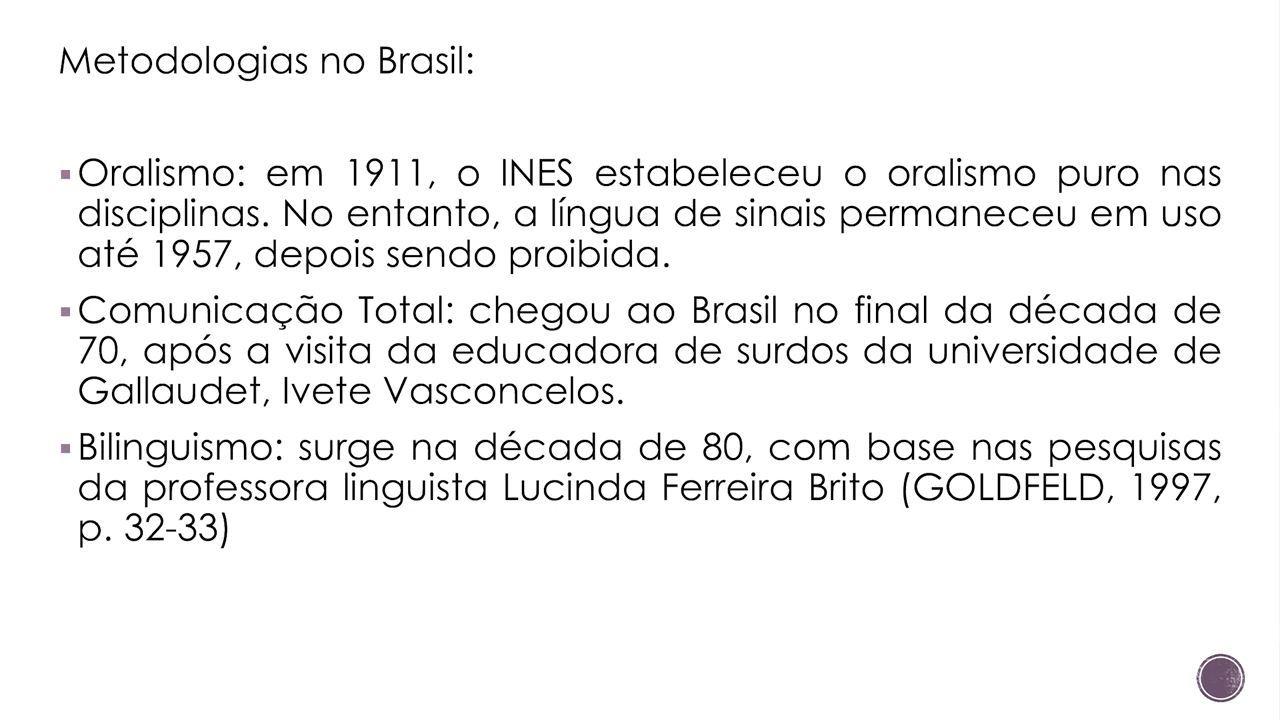 Metodologias no Brasil:
▪Oralismo: em 1911, o INES estabeleceu o oralismo puro nas
disciplinas. No entanto, a língua de sinais permaneceu em uso
até 1957, depois sendo proibida.
▪Comunicação Total: chegou ao Brasil no final da década de
70, após a visita da educadora de surdos da universidade de
Gallaudet, Ivete Vasconcelos.
▪Bilinguismo: surge na década de 80, com base nas pesquisas
da professora linguista Lucinda Ferreira Brito (GOLDFELD, 1997,
p. 32-33)